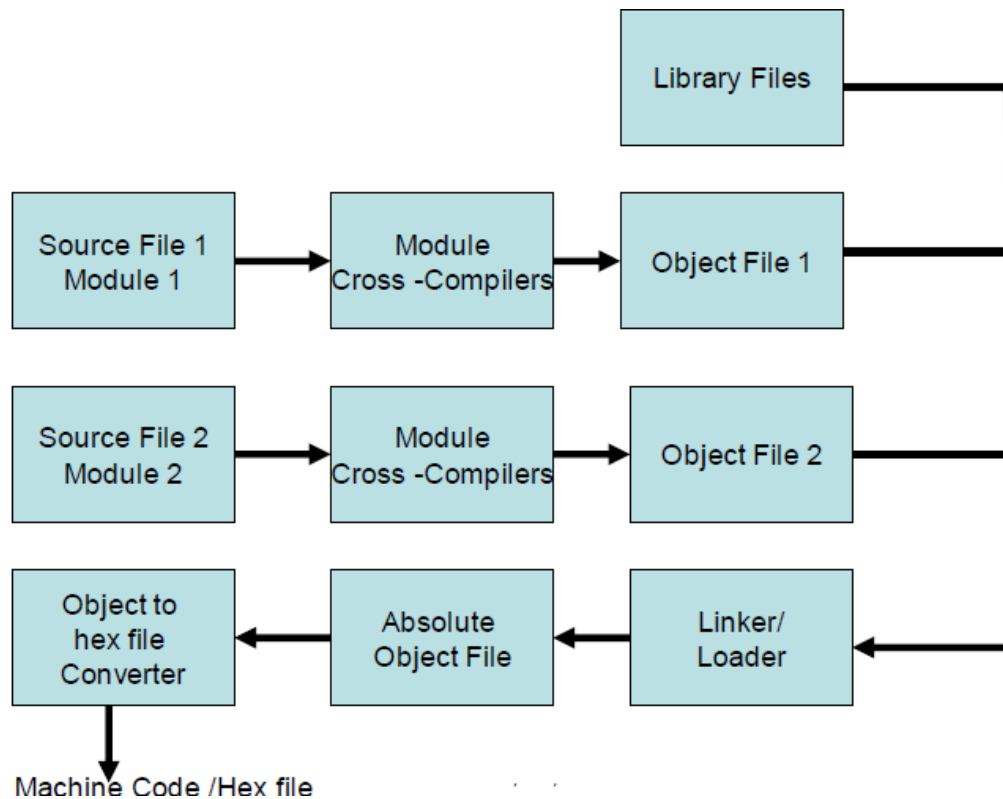 Library Files
Source File 1
Module 1
Module
Cross -Compilers
Object File 1
Source File 2
Module 2
Module
Cross -Compilers
Object File 2
Object to
hex file
Converter
Absolute
Object File
Linker/
Loader
Machine Code /Hex file